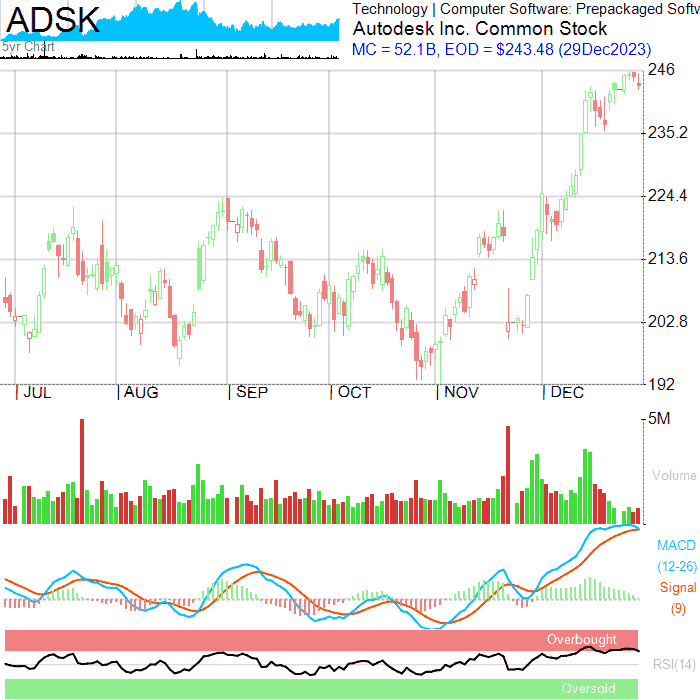 ADSK
5yr Chart
Technology | Computer Software: Prepackaged Softw
Autodesk Inc. Common Stock
MC = 52.1B, EOD = $243.48 (29Dec2023)
246
235.2
224.4
213.6
202.8
192
| JUL | AUG | SEP | OCT | NOV | DEC
5M
Volume
MACD
(12-26)
Signal
(9)
Overbought
RSI(14)
Oversold